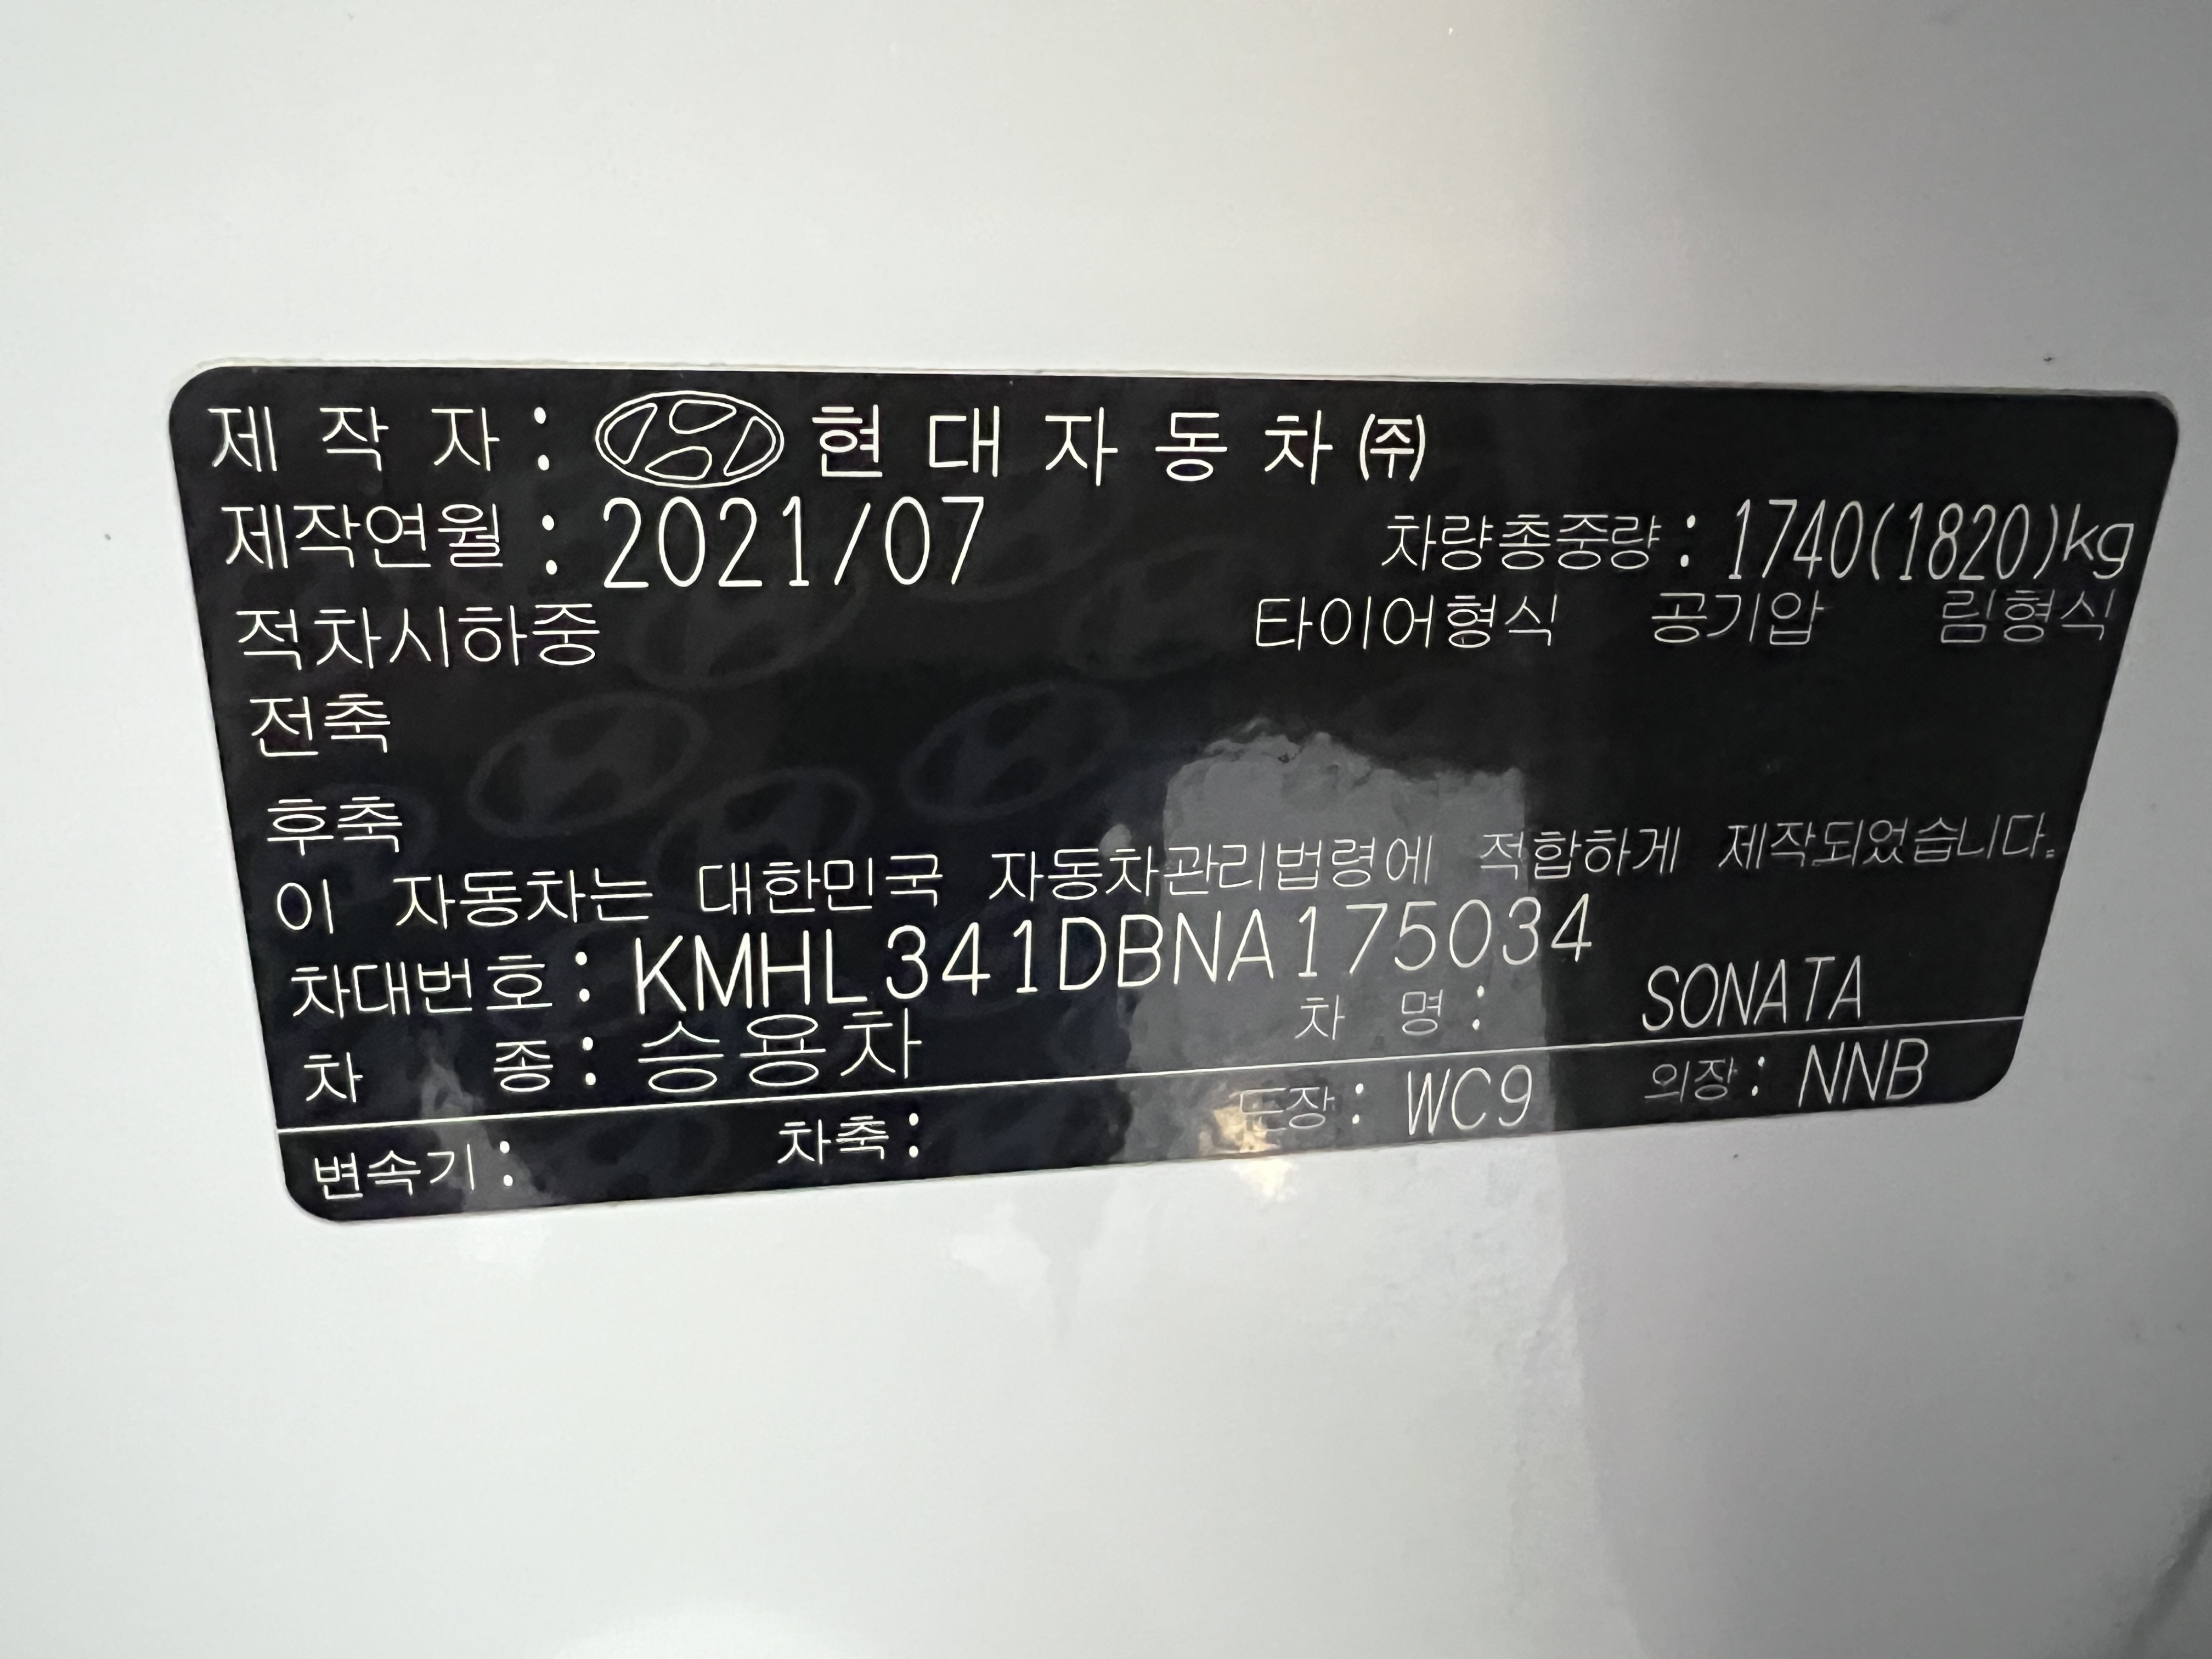 제 작 자 : 현 대 자 동 차 ㈜
제작연월 : 2021/07 차량총중량 : 1740(1820)kg
적차시하중 타이어형식 공기압 림형식
전축
후축
이 자동차는 대한민국 자동차관리법령에 적합하게 제작되었습니다.
차대번호 : KMHL341DBNA175034
차 종 : 승용차 차 명 : SONATA
변속기 : 차축 : 도장 : WC9 외장 : NNB